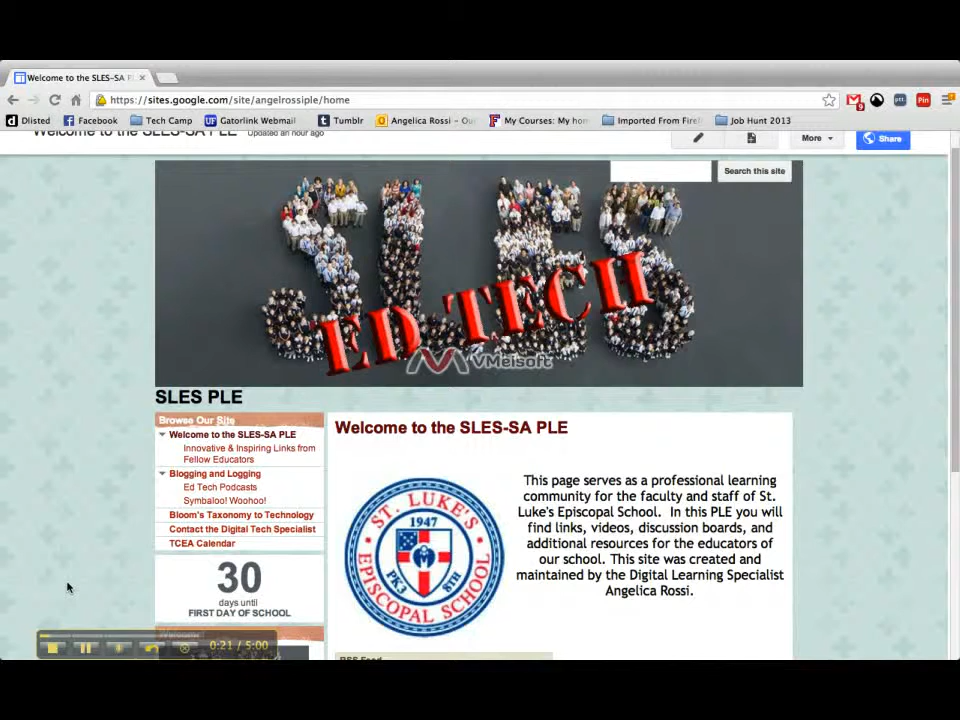 Welcome to the SLES-SA P
https://sites.google.com/site/angelrossiple/home
9
ptt
Pin
Dlisted
Facebook
Tech Camp
Gatorlink Webmail
Tumblr
Angelica Rossi – Ou
My Courses: My hom
Imported From Firef
Job Hunt 2013
Welcome to the SLES-SA PLE
Updated an hour ago
More
Share
Search this site
SLES
ED TECH
VMeisoft
SLES PLE
Browse Our Site
Welcome to the SLES-SA PLE
Innovative & Inspiring Links from
Fellow Educators
Blogging and Logging
Ed Tech Podcasts
Symbaloo! Woohoo!
Bloom's Taxonomy to Technology
Contact the Digital Tech Specialist
TCEA Calendar
30
days until
FIRST DAY OF SCHOOL
Welcome to the SLES-SA PLE
ST. LUKE'S
1947
PK3
8TH
EPISCOPAL SCHOOL
This page serves as a professional learning
community for the faculty and staff of St.
Luke's Episcopal School. In this PLE you will
find links, videos, discussion boards, and
additional resources for the educators of
our school. This site was created and
maintained by the Digital Learning Specialist
Angelica Rossi.
0:21 / 5:00
RSS Feed